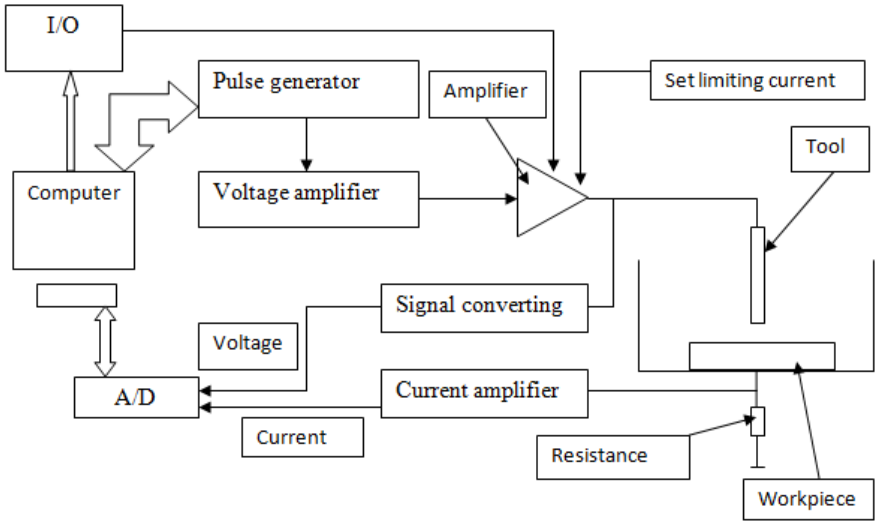 I/O
Pulse generator
Amplifier
Set limiting current
Tool
Computer
Voltage amplifier
Signal converting
Voltage
A/D
Current amplifier
Current
Resistance
Workpiece